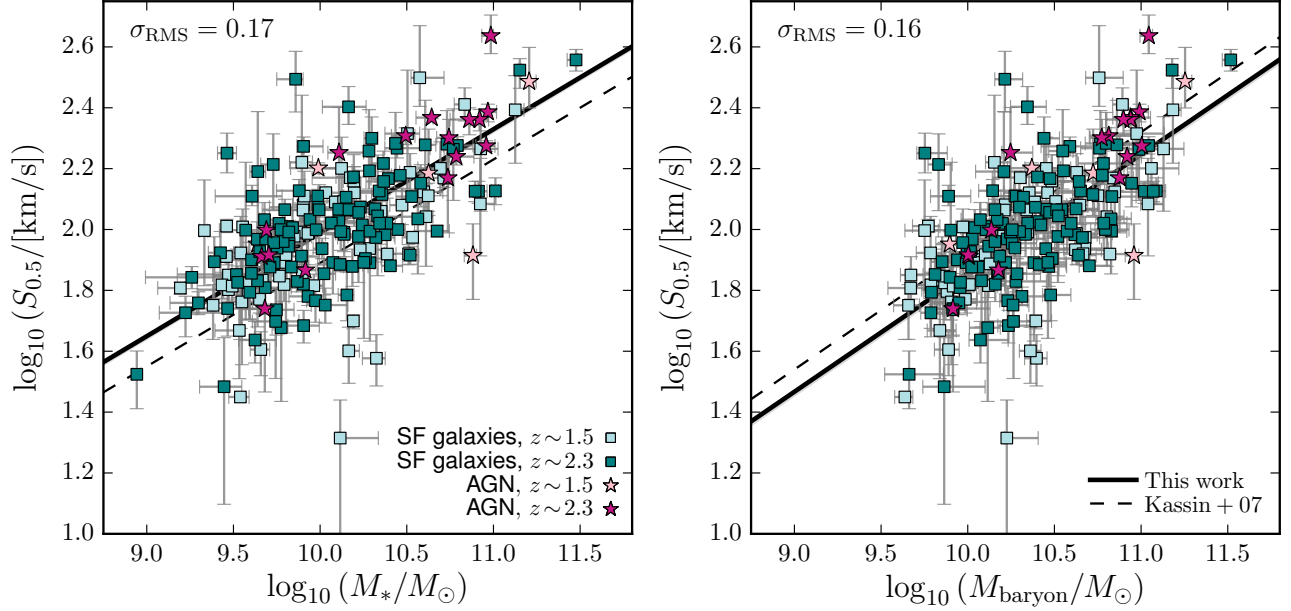 σRMS = 0.17
2.6
2.4
2.2
2.0
1.8
1.6
1.4
1.2
1.0
log10 (S0.5/[km/s])
SF galaxies, z∼1.5
SF galaxies, z∼2.3
AGN, z∼1.5
AGN, z∼2.3
9.0 9.5 10.0 10.5 11.0 11.5
log10 (M*/M⊙)
σRMS = 0.16
2.6
2.4
2.2
2.0
1.8
1.6
1.4
1.2
1.0
log10 (S0.5/[km/s])
This work
Kassin + 07
9.0 9.5 10.0 10.5 11.0 11.5
log10 (Mbaryon/M⊙)